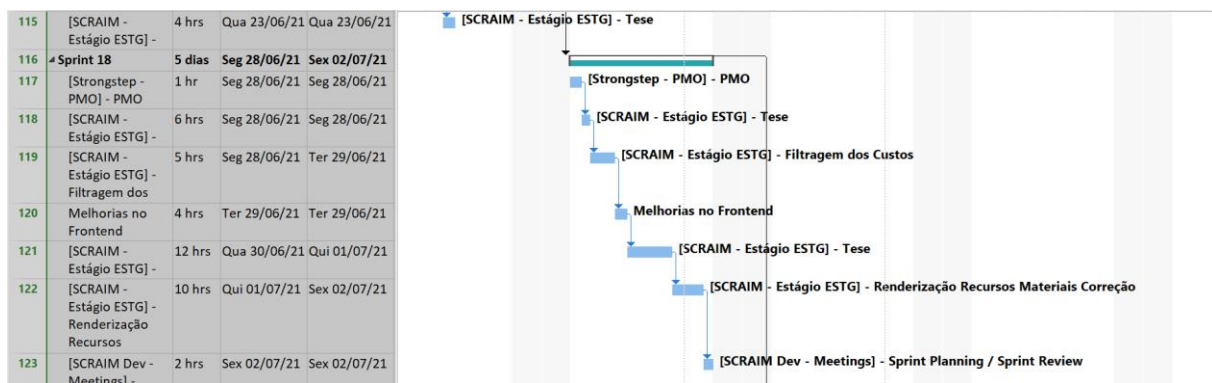 115 [SCRAIM - 4 hrs Qua 23/06/21 Qua 23/06/21 [SCRAIM - Estágio ESTG] - Tese
Estágio ESTG] -
116 Sprint 18 5 dias Seg 28/06/21 Sex 02/07/21
117 [Strongstep - 1 hr Seg 28/06/21 Seg 28/06/21 [Strongstep - PMO] - PMO
PMO] - PMO
118 [SCRAIM - 6 hrs Seg 28/06/21 Seg 28/06/21 [SCRAIM - Estágio ESTG] - Tese
Estágio ESTG] -
119 [SCRAIM - 5 hrs Seg 28/06/21 Ter 29/06/21 [SCRAIM - Estágio ESTG] - Filtragem dos Custos
Estágio ESTG] -
Filtragem dos
120 Melhorias no 4 hrs Ter 29/06/21 Ter 29/06/21 Melhorias no Frontend
Frontend
121 [SCRAIM - 12 hrs Qua 30/06/21 Qui 01/07/21 [SCRAIM - Estágio ESTG] - Tese
Estágio ESTG] -
122 [SCRAIM - 10 hrs Qui 01/07/21 Sex 02/07/21 [SCRAIM - Estágio ESTG] - Renderização Recursos Materiais Correção
Estágio ESTG] -
Renderização
Recursos
123 [SCRAIM Dev - 2 hrs Sex 02/07/21 Sex 02/07/21 [SCRAIM Dev - Meetings] - Sprint Planning / Sprint Review
Meetings] -